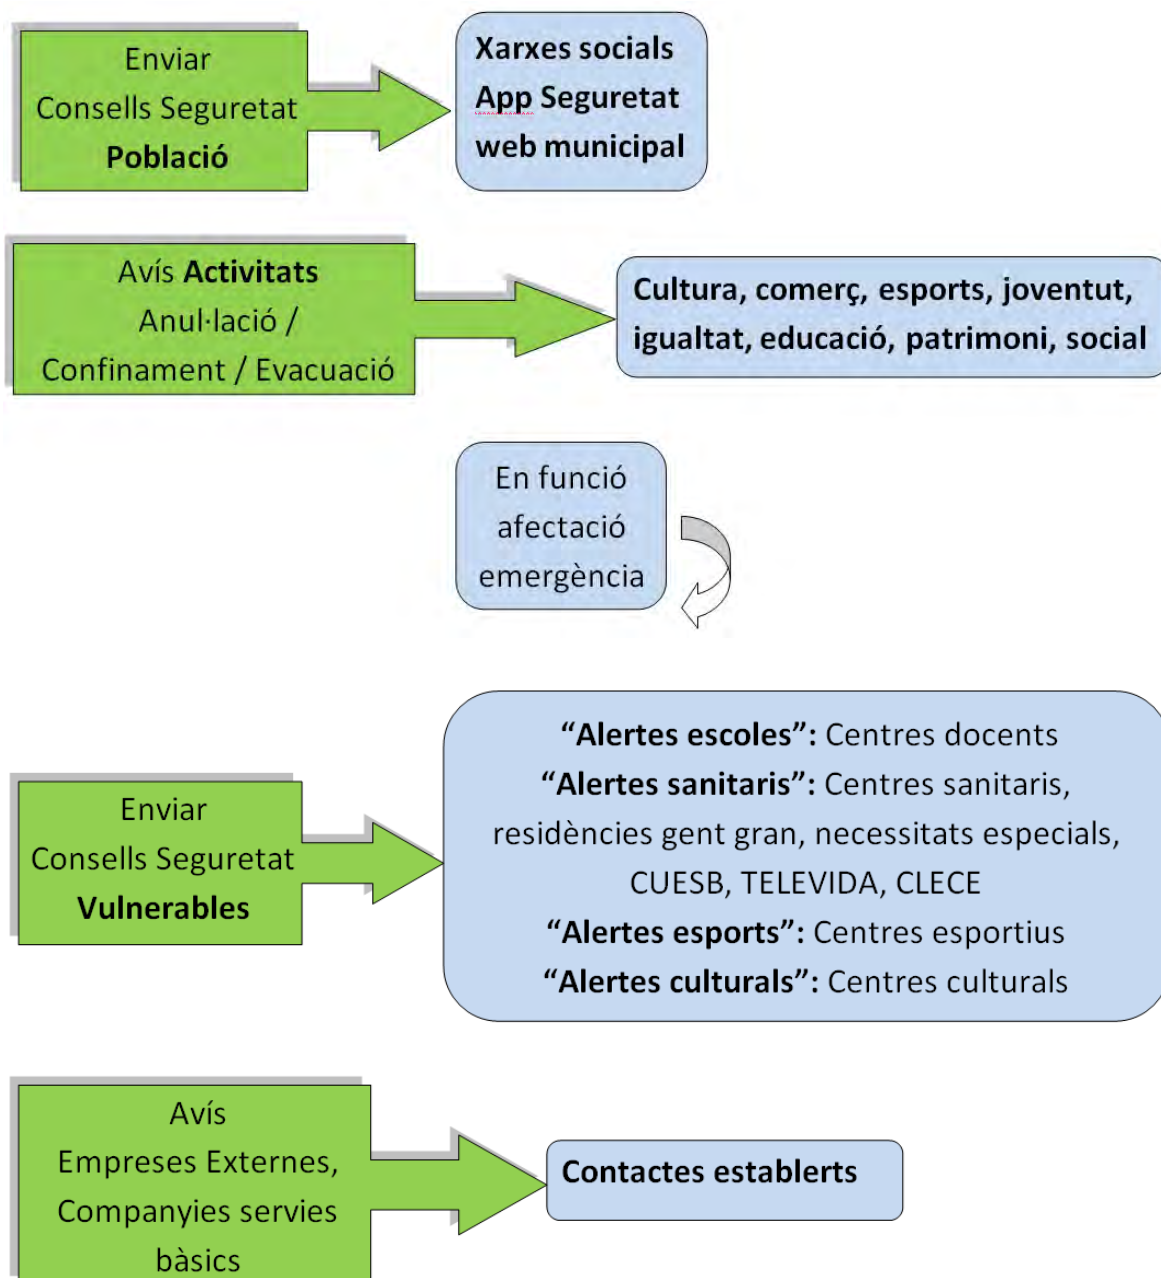 Enviar
Consells Seguretat
Població
Xarxes socials
App Seguretat
web municipal
Avís Activitats
Anul·lació /
Confinament / Evacuació
Cultura, comerç, esports, joventut,
igualtat, educació, patrimoni, social
En funció
afectació
emergència
Enviar
Consells Seguretat
Vulnerables
“Alertes escoles”: Centres docents
“Alertes sanitaris”: Centres sanitaris,
residències gent gran, necessitats especials,
CUESB, TELEVIDA, CLECE
“Alertes esports”: Centres esportius
“Alertes culturals”: Centres culturals
Avís
Empreses Externes,
Companyies servies
bàsics
Contactes establerts